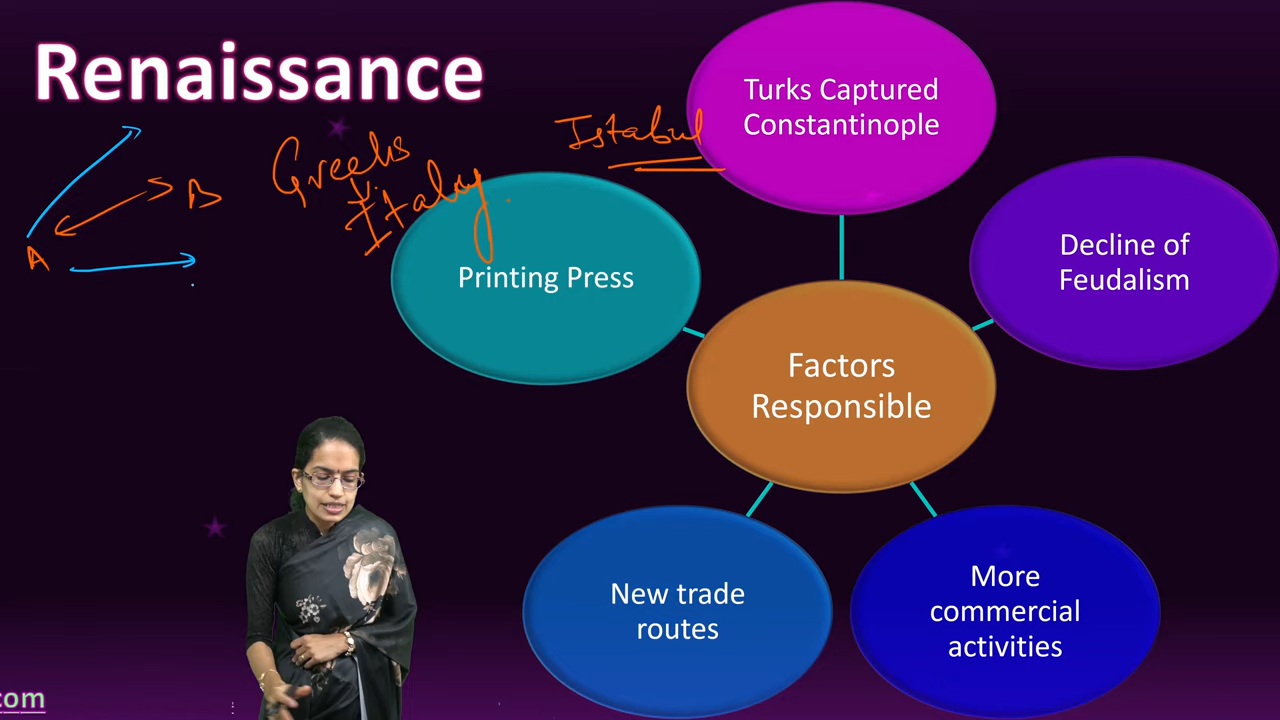 Renaissance
Turks Captured
Constantinople
Istabul
Greeks
Italy.
A
B
Printing Press
Decline of
Feudalism
Factors
Responsible
New trade
routes
More
commercial
activities
com